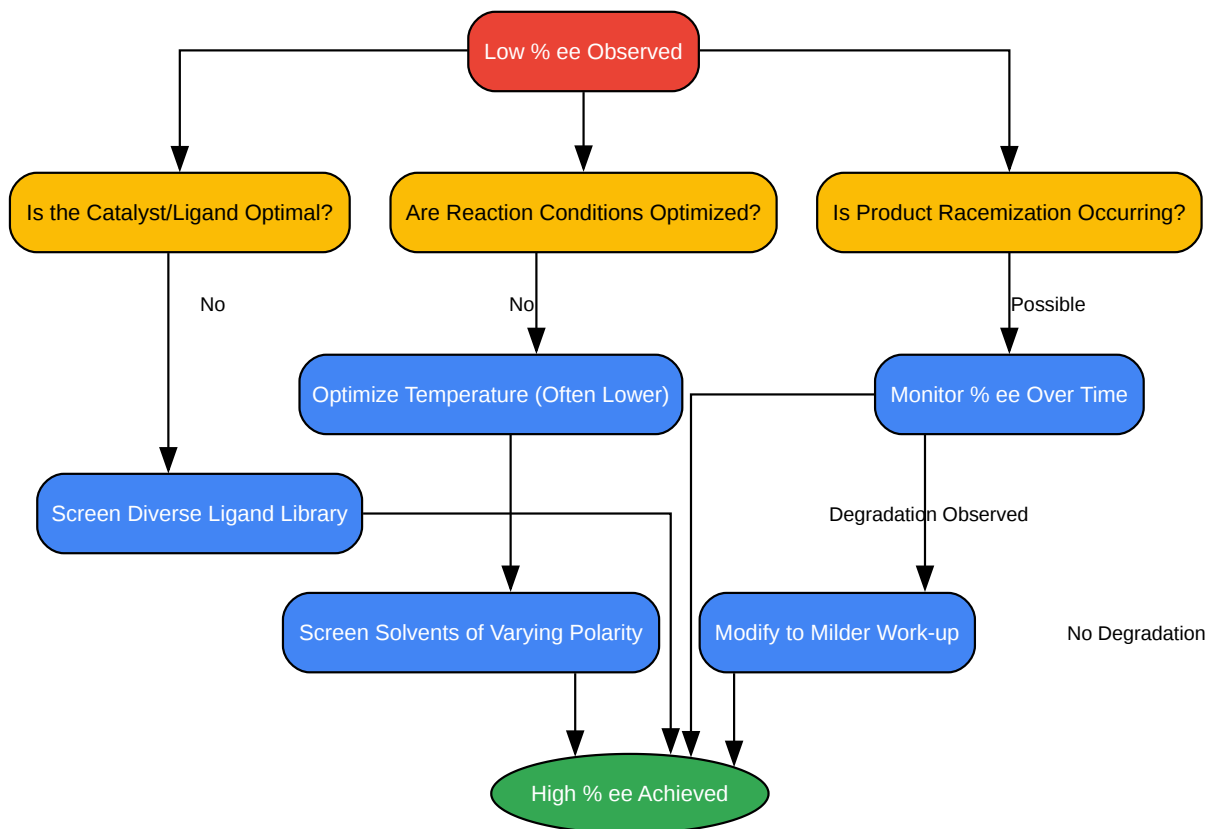 Low % ee Observed
Is the Catalyst/Ligand Optimal?
Are Reaction Conditions Optimized?
Is Product Racemization Occurring?
No
No
Possible
Optimize Temperature (Often Lower)
Monitor % ee Over Time
Screen Diverse Ligand Library
Degradation Observed
Screen Solvents of Varying Polarity
Modify to Milder Work-up
No Degradation
High % ee Achieved